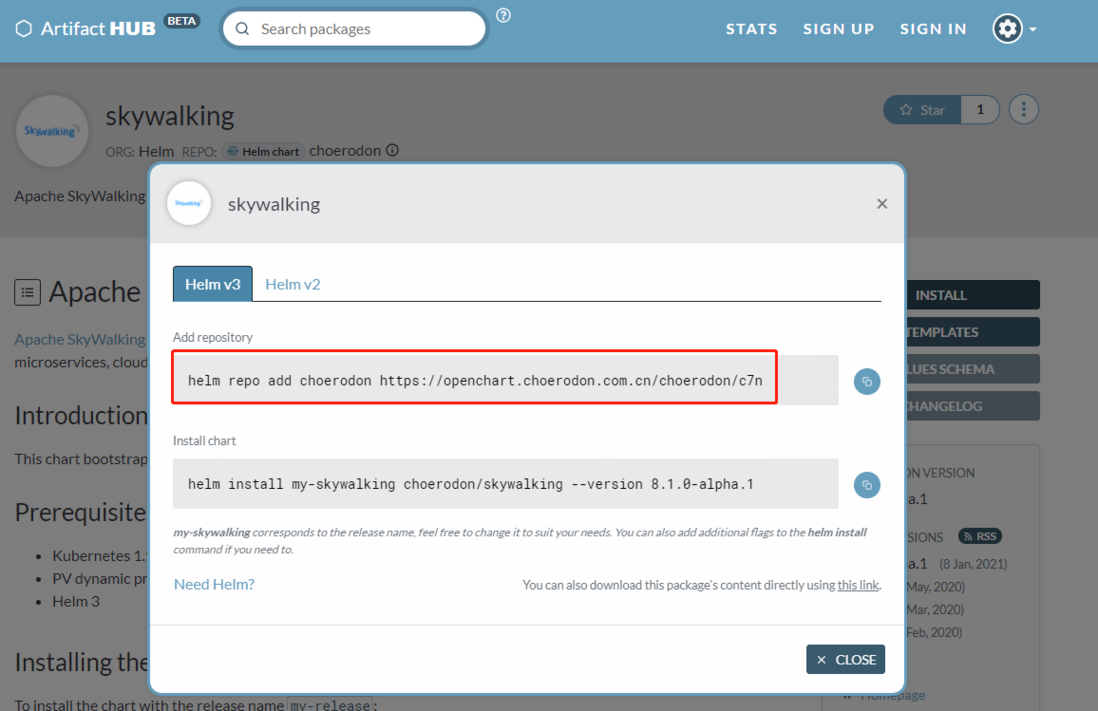 Artifact HUB BETA
Search packages
STATS SIGN UP SIGN IN
Skywalking
skywalking
Star 1
ORG: Helm REPO: Helm chart choerodon
Apache SkyWalking
skywalking
Helm v3 Helm v2
Add repository
helm repo add choerodon https://openchart.choerodon.com.cn/choerodon/c7n
Install chart
helm install my-skywalking choerodon/skywalking --version 8.1.0-alpha.1
my-skywalking corresponds to the release name, feel free to change it to suit your needs. You can also add additional flags to the helm install
command if you need to.
Need Helm?
You can also download this package's content directly using this link.
CLOSE
Apache
Apache SkyWalking
microservices, cloud
Introduction
This chart bootstrap
Prerequisite
Kubernetes 1.
PV dynamic pr
Helm 3
Installing the
To install the chart with the release name my-release:
INSTALL
TEMPLATES
LUES SCHEMA
HANGELOG
ON VERSION
a.1
SIONS RSS
a.1 (8 Jan, 2021)
May, 2020)
Mar, 2020)
Feb, 2020)
Homepage